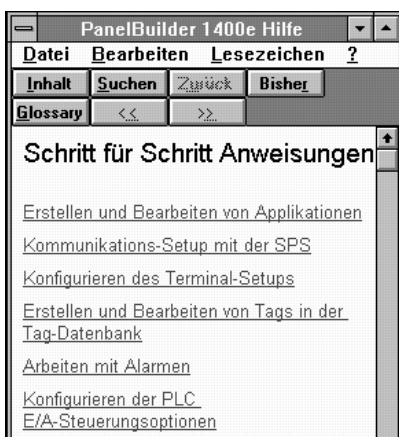 PanelBuilder 1400e Hilfe
Datei Bearbeiten Lesezeichen ?
Inhalt Suchen Zurück Bisher
Glossary << >>
Schritt für Schritt Anweisungen
Erstellen und Bearbeiten von Applikationen
Kommunikations-Setup mit der SPS
Konfigurieren des Terminal-Setups
Erstellen und Bearbeiten von Tags in der
Tag-Datenbank
Arbeiten mit Alarmen
Konfigurieren der PLC
E/A-Steuerungsoptionen